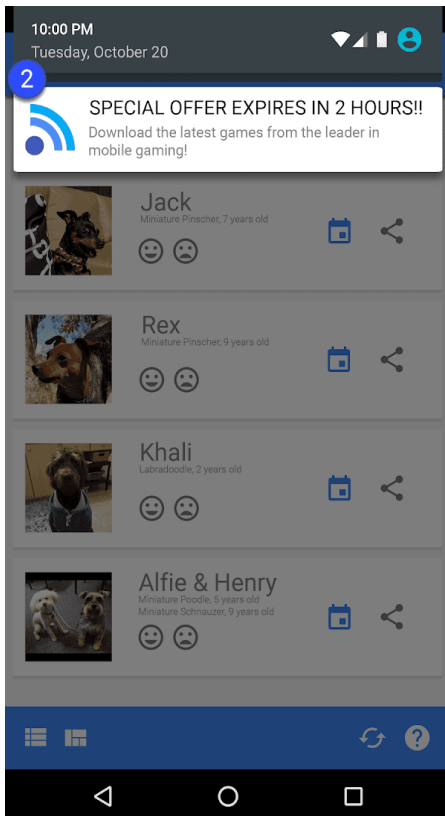 10:00 PM
Tuesday, October 20
2
SPECIAL OFFER EXPIRES IN 2 HOURS!!
Download the latest games from the leader in
mobile gaming!
Jack
Miniature Pinscher, 7 years old
Rex
Miniature Pinscher, 9 years old
Khali
Labradoodle, 2 years old
Alfie & Henry
Miniature Poodle, 5 years old
Miniature Schnauzer, 9 years old
?